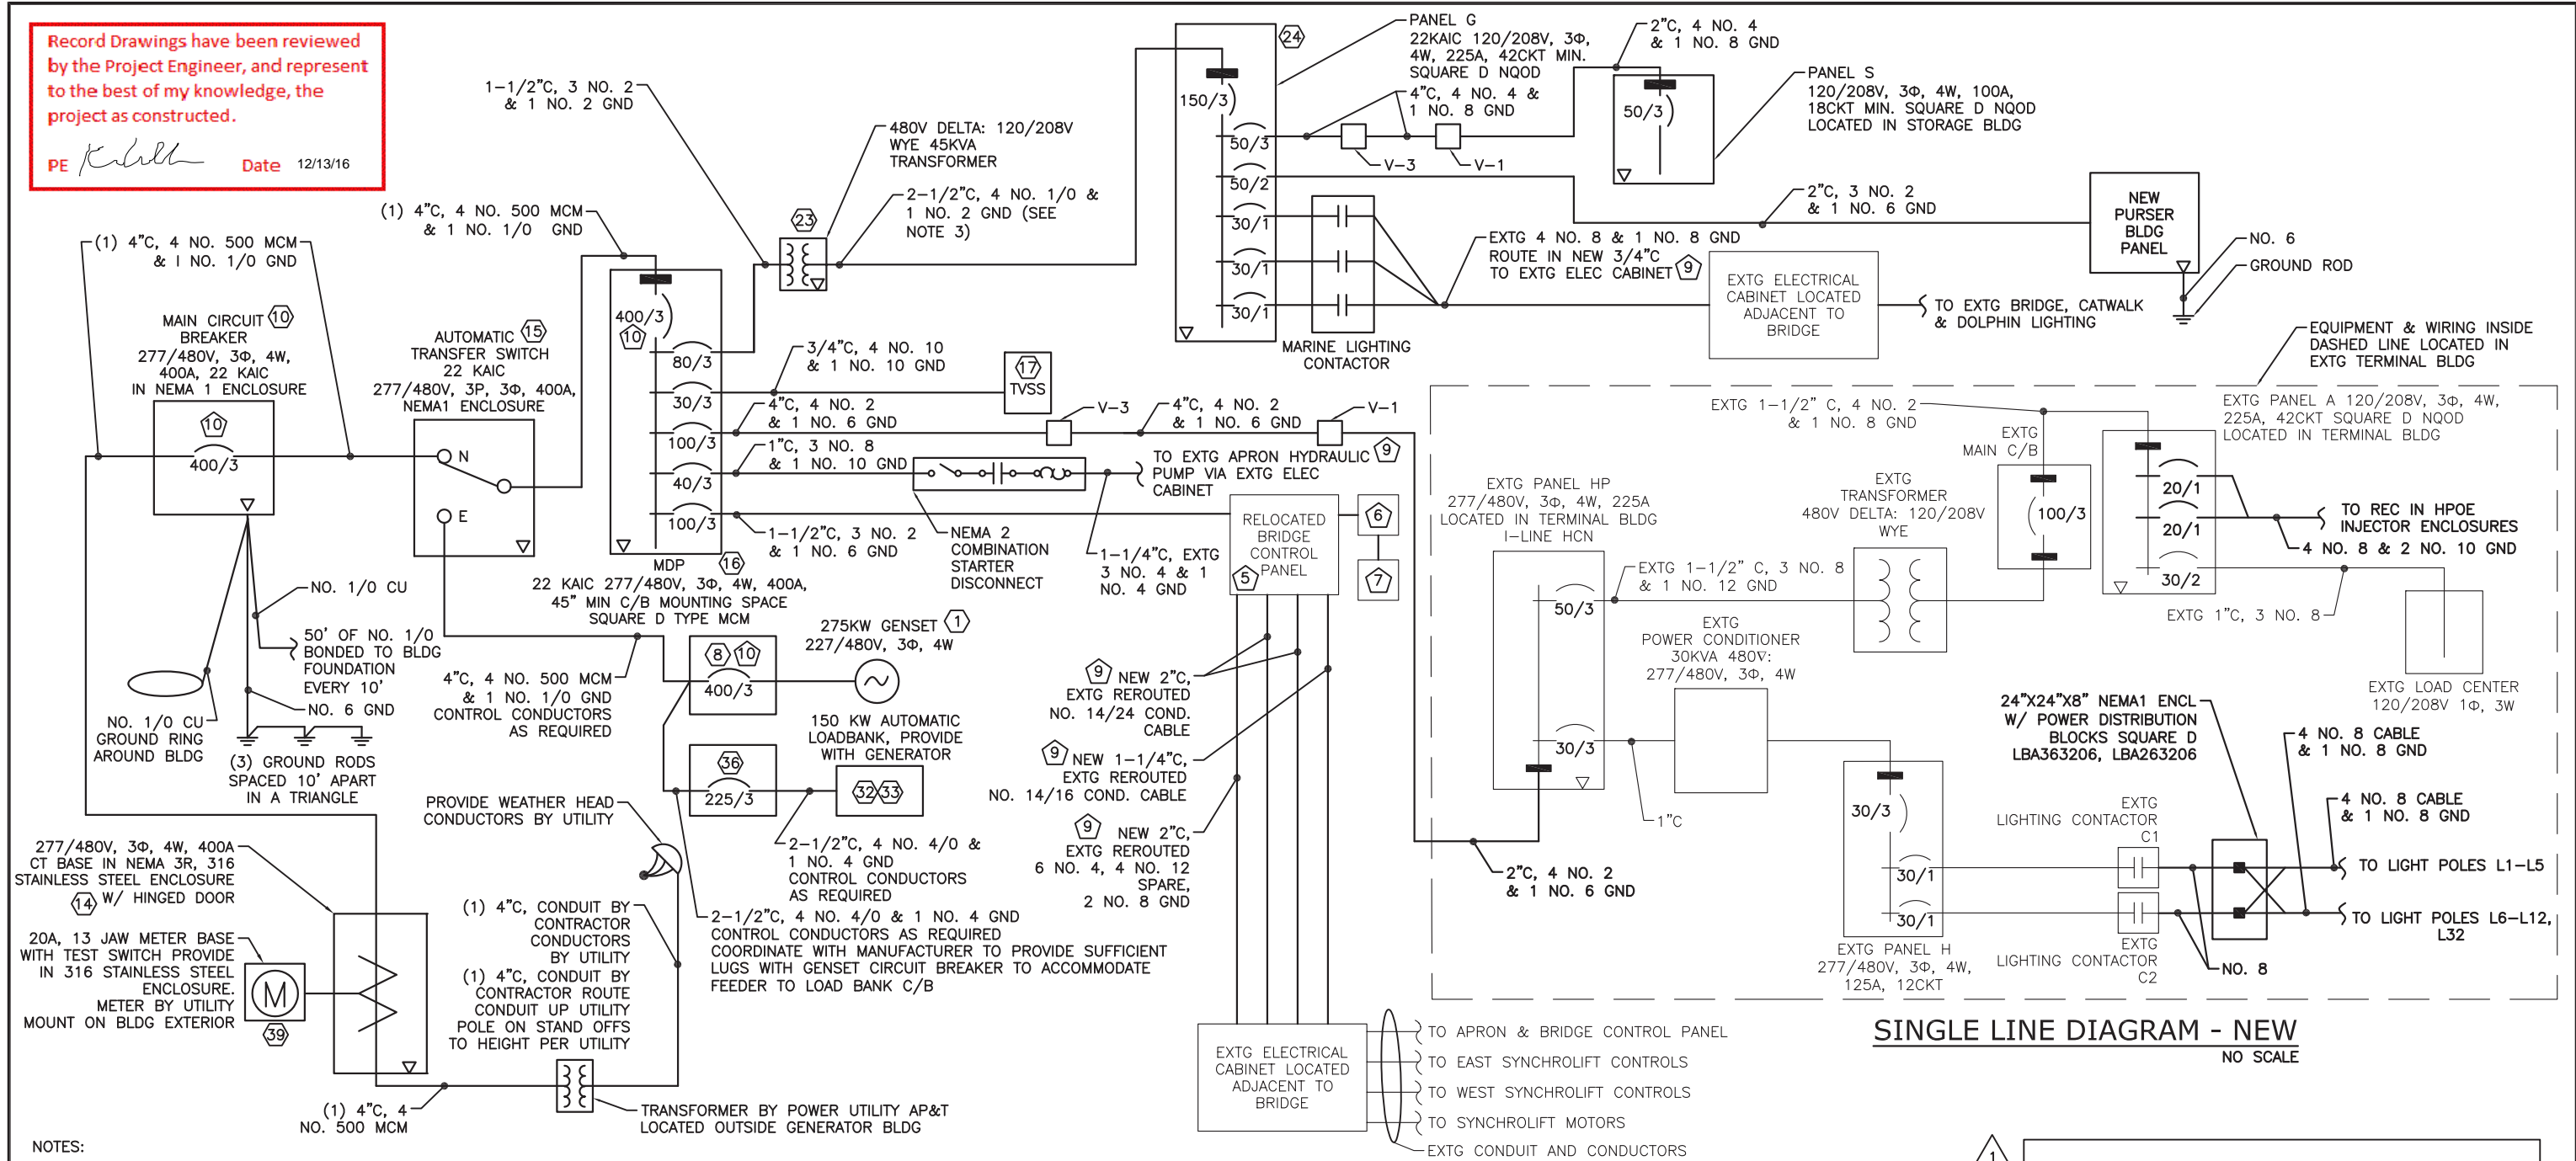 Record Drawings have been reviewed
by the Project Engineer, and represent
to the best of my knowledge, the
project as constructed.
PE
Date 12/13/16
1-1/2"C, 3 NO. 2
& 1 NO. 2 GND
480V DELTA: 120/208V
WYE 45KVA
TRANSFORMER
23
2-1/2"C, 4 NO. 1/0 &
1 NO. 2 GND (SEE
NOTE 3)
(1) 4"C, 4 NO. 500 MCM
& 1 NO. 1/0 GND
(1) 4"C, 4 NO. 500 MCM
& 1 NO. 1/0 GND
MAIN CIRCUIT 10
BREAKER
277/480V, 3Φ, 4W,
400A, 22 KAIC
IN NEMA 1 ENCLOSURE
10
400/3
AUTOMATIC 15
TRANSFER SWITCH
22 KAIC
277/480V, 3P, 3Φ, 400A,
NEMA1 ENCLOSURE
N
E
400/3
10
80/3
30/3
100/3
40/3
100/3
MDP 16
22 KAIC 277/480V, 3Φ, 4W, 400A,
45" MIN C/B MOUNTING SPACE
SQUARE D TYPE MCM
3/4"C, 4 NO. 10
& 1 NO. 10 GND
17
TVSS
4"C, 4 NO. 2
& 1 NO. 6 GND
V-3
4"C, 4 NO. 2
& 1 NO. 6 GND
V-1
1"C, 3 NO. 8
& 1 NO. 10 GND
TO EXTG APRON HYDRAULIC 9
PUMP VIA EXTG ELEC
CABINET
1-1/2"C, 3 NO. 2
& 1 NO. 6 GND
NEMA 2
COMBINATION
STARTER
DISCONNECT
1-1/4"C, EXTG
3 NO. 4 & 1
NO. 4 GND
RELOCATED
BRIDGE
CONTROL
PANEL
5
6
7
24
PANEL G
22KAIC 120/208V, 3Φ,
4W, 225A, 42CKT MIN.
SQUARE D NQOD
150/3
50/3
50/2
30/1
30/1
30/1
4"C, 4 NO. 4 &
1 NO. 8 GND
V-3
V-1
2"C, 4 NO. 4
& 1 NO. 8 GND
50/3
PANEL S
120/208V, 3Φ, 4W, 100A,
18CKT MIN. SQUARE D NQOD
LOCATED IN STORAGE BLDG
2"C, 3 NO. 2
& 1 NO. 6 GND
NEW
PURSER
BLDG
PANEL
NO. 6
GROUND ROD
MARINE LIGHTING
CONTACTOR
EXTG 4 NO. 8 & 1 NO. 8 GND
ROUTE IN NEW 3/4"C
TO EXTG ELEC CABINET 9
EXTG ELECTRICAL
CABINET LOCATED
ADJACENT TO
BRIDGE
TO EXTG BRIDGE, CATWALK
& DOLPHIN LIGHTING
EQUIPMENT & WIRING INSIDE
DASHED LINE LOCATED IN
EXTG TERMINAL BLDG
EXTG 1-1/2" C, 4 NO. 2
& 1 NO. 8 GND
EXTG
MAIN C/B
100/3
EXTG PANEL A 120/208V, 3Φ, 4W,
225A, 42CKT SQUARE D NQOD
LOCATED IN TERMINAL BLDG
20/1
20/1
30/2
TO REC IN HPOE
INJECTOR ENCLOSURES
4 NO. 8 & 2 NO. 10 GND
EXTG 1"C, 3 NO. 8
EXTG LOAD CENTER
120/208V 1Φ, 3W
EXTG PANEL HP
277/480V, 3Φ, 4W, 225A
LOCATED IN TERMINAL BLDG
I-LINE HCN
50/3
30/3
EXTG
TRANSFORMER
480V DELTA: 120/208V
WYE
EXTG 1-1/2" C, 3 NO. 8
& 1 NO. 12 GND
EXTG
POWER CONDITIONER
30KVA 480V:
277/480V, 3Φ, 4W
1"C
2"C, 4 NO. 2
& 1 NO. 6 GND
30/3
30/1
30/1
EXTG PANEL H
277/480V, 3Φ, 4W,
125A, 12CKT
EXTG
LIGHTING CONTACTOR
C1
EXTG
LIGHTING CONTACTOR
C2
24"X24"X8" NEMA1 ENCL
W/ POWER DISTRIBUTION
BLOCKS SQUARE D
LBA363206, LBA263206
4 NO. 8 CABLE
& 1 NO. 8 GND
4 NO. 8 CABLE
& 1 NO. 8 GND
TO LIGHT POLES L1-L5
TO LIGHT POLES L6-L12,
L32
NO. 8
NO. 1/0 CU
50' OF NO. 1/0
BONDED TO BLDG
FOUNDATION
EVERY 10'
NO. 6 GND
NO. 1/0 CU
GROUND RING
AROUND BLDG
(3) GROUND RODS
SPACED 10' APART
IN A TRIANGLE
4"C, 4 NO. 500 MCM
& 1 NO. 1/0 GND
CONTROL CONDUCTORS
AS REQUIRED
8 10
400/3
275KW GENSET 1
227/480V, 3Φ, 4W
150 KW AUTOMATIC
LOADBANK, PROVIDE
WITH GENERATOR
36
225/3
32 33
PROVIDE WEATHER HEAD
CONDUCTORS BY UTILITY
2-1/2"C, 4 NO. 4/0 &
1 NO. 4 GND
CONTROL CONDUCTORS
AS REQUIRED
2-1/2"C, 4 NO. 4/0 & 1 NO. 4 GND
CONTROL CONDUCTORS AS REQUIRED
COORDINATE WITH MANUFACTURER TO PROVIDE SUFFICIENT
LUGS WITH GENSET CIRCUIT BREAKER TO ACCOMMODATE
FEEDER TO LOAD BANK C/B
9 NEW 2"C,
EXTG REROUTED
NO. 14/24 COND.
CABLE
9 NEW 1-1/4"C,
EXTG REROUTED
NO. 14/16 COND. CABLE
9 NEW 2"C,
EXTG REROUTED
6 NO. 4, 4 NO. 12
SPARE,
2 NO. 8 GND
277/480V, 3Φ, 4W, 400A
CT BASE IN NEMA 3R, 316
STAINLESS STEEL ENCLOSURE
14 W/ HINGED DOOR
20A, 13 JAW METER BASE
WITH TEST SWITCH PROVIDE
IN 316 STAINLESS STEEL
ENCLOSURE.
METER BY UTILITY
MOUNT ON BLDG EXTERIOR
M
39
(1) 4"C, CONDUIT BY
CONTRACTOR
CONDUCTORS
BY UTILITY
(1) 4"C, CONDUIT BY
CONTRACTOR ROUTE
CONDUIT UP UTILITY
POLE ON STAND OFFS
TO HEIGHT PER UTILITY
(1) 4"C, 4
NO. 500 MCM
TRANSFORMER BY POWER UTILITY AP&T
LOCATED OUTSIDE GENERATOR BLDG
EXTG ELECTRICAL
CABINET LOCATED
ADJACENT TO
BRIDGE
TO APRON & BRIDGE CONTROL PANEL
TO EAST SYNCHROLIFT CONTROLS
TO WEST SYNCHROLIFT CONTROLS
TO SYNCHROLIFT MOTORS
EXTG CONDUIT AND CONDUCTORS
SINGLE LINE DIAGRAM - NEW
NO SCALE
NOTES:
1